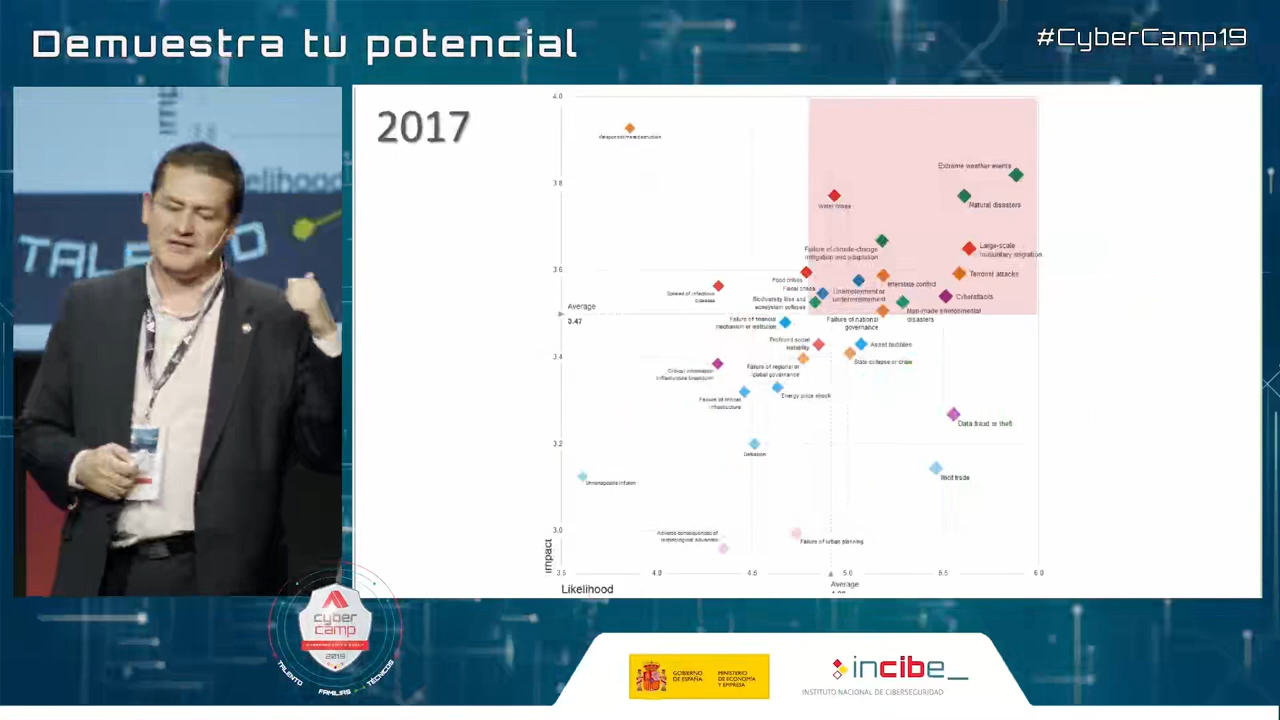 Demuestra tu potencial
#CyberCamp19
TAL
2017
4.0
Extreme weather events
3.8
Natural disasters
Water crises
Large-scale
involuntary migration
Failure of climate-change
mitigation and adaptation
3.6
Terrorist attacks
Food crises
Interstate conflict
Fiscal crises
Unemployment or
underemployment
Spread of infectious
diseases
Cyberattacks
Biodiversity loss and
ecosystem collapse
Man-made environmental
disasters
Average
3.47
Failure of financial
mechanism or institution
Failure of national
governance
Profound social
instability
Asset bubbles
3.4
State collapse or crisis
Failure of regional or
global governance
Critical information
infrastructure breakdown
Failure of critical
infrastructure
Energy price shock
Data fraud or theft
3.2
Deflation
Illicit trade
Unmanageable inflation
3.0
Adverse consequences of
technological advances
Failure of urban planning
Impact
3.5
4.0
4.5
5.0
5.5
6.0
Average
Likelihood
cyber
camp
2019
TALENTO
FAMILIAS
TÉCNICOS
GOBIERNO
DE ESPAÑA
MINISTERIO
DE ECONOMÍA
Y EMPRESA
incibe_
INSTITUTO NACIONAL DE CIBERSEGURIDAD